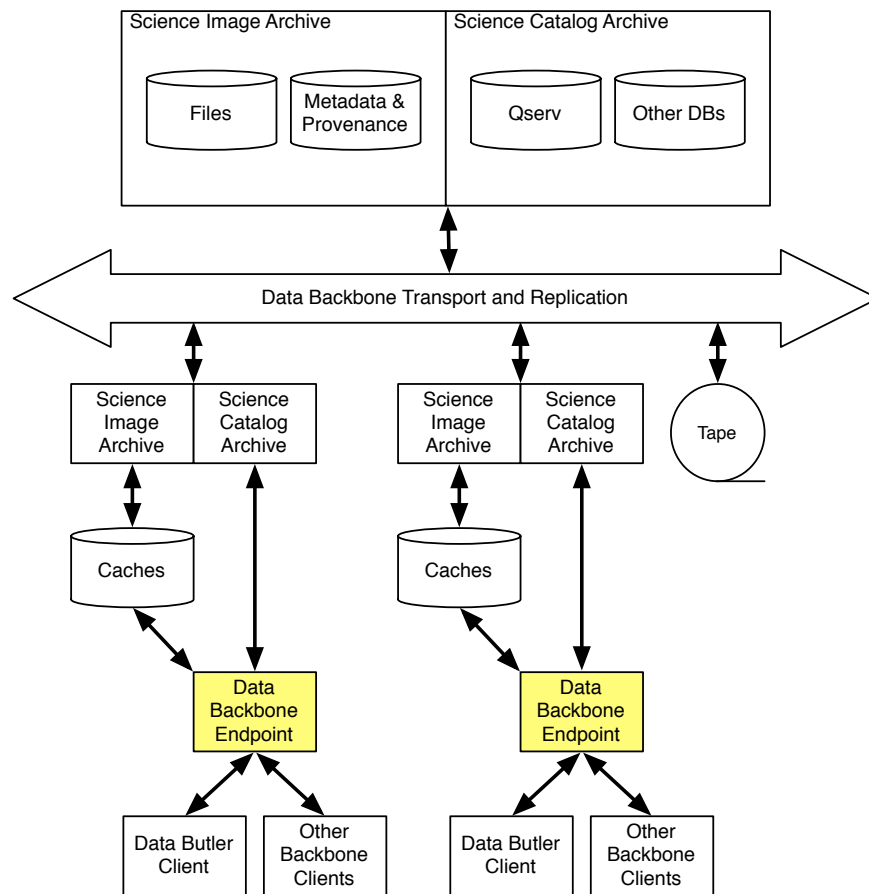 Science Image Archive
Science Catalog Archive
Files
Metadata &
Provenance
Qserv
Other DBs
Data Backbone Transport and Replication
Science
Image
Archive
Science
Catalog
Archive
Science
Image
Archive
Science
Catalog
Archive
Tape
Caches
Caches
Data
Backbone
Endpoint
Data
Backbone
Endpoint
Data Butler
Client
Other
Backbone
Clients
Data Butler
Client
Other
Backbone
Clients